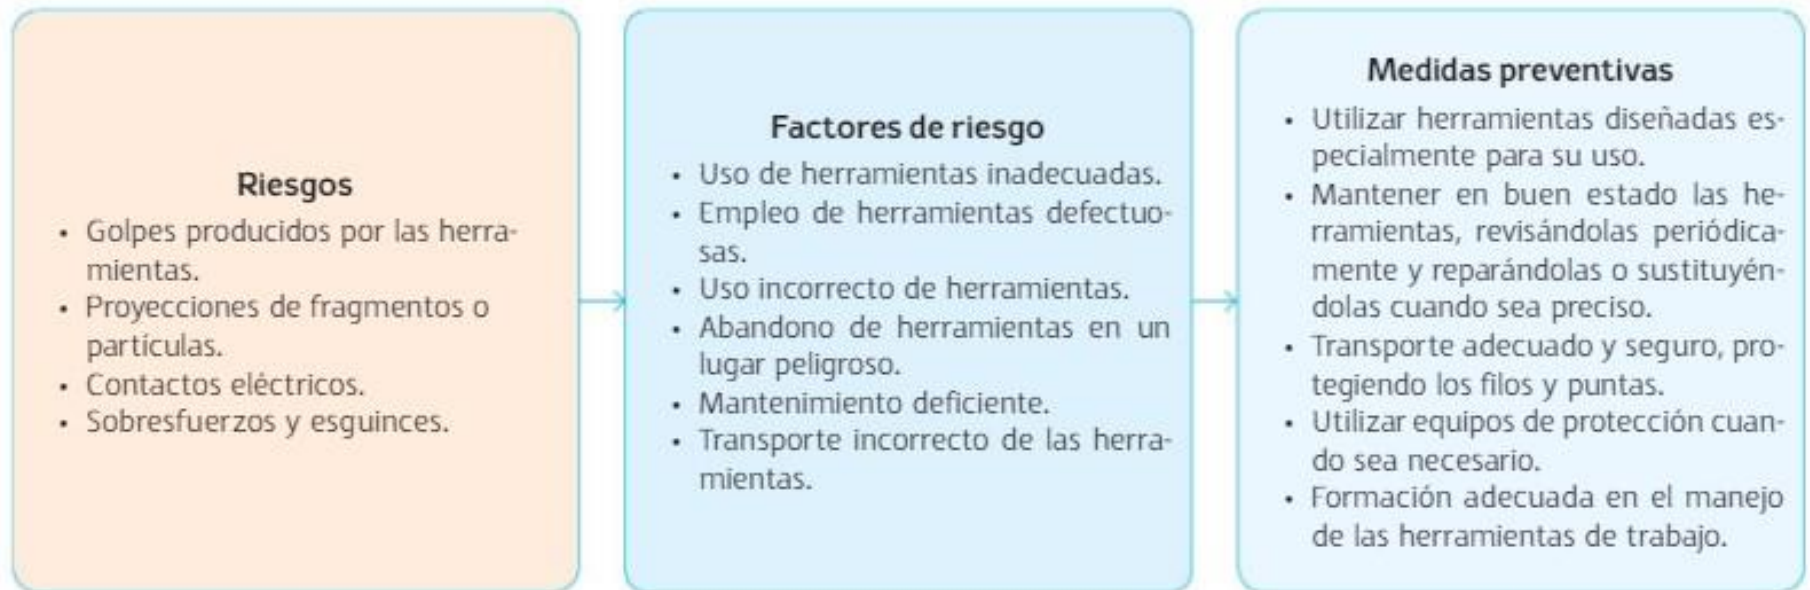 Riesgos
• Golpes producidos por las herra-
mientas.
• Proyecciones de fragmentos o
partículas.
• Contactos eléctricos.
• Sobresfuerzos y esguinces.
Factores de riesgo
• Uso de herramientas inadecuadas.
• Empleo de herramientas defectuo-
sas.
• Uso incorrecto de herramientas.
• Abandono de herramientas en un
lugar peligroso.
• Mantenimiento deficiente.
• Transporte incorrecto de las herra-
mientas.
Medidas preventivas
• Utilizar herramientas diseñadas es-
pecialmente para su uso.
• Mantener en buen estado las he-
rramientas, revisándolas periódica-
mente y reparándolas o sustituyén-
dolas cuando sea preciso.
• Transporte adecuado y seguro, pro-
tegiendo los filos y puntas.
• Utilizar equipos de protección cuan-
do sea necesario.
• Formación adecuada en el manejo
de las herramientas de trabajo.